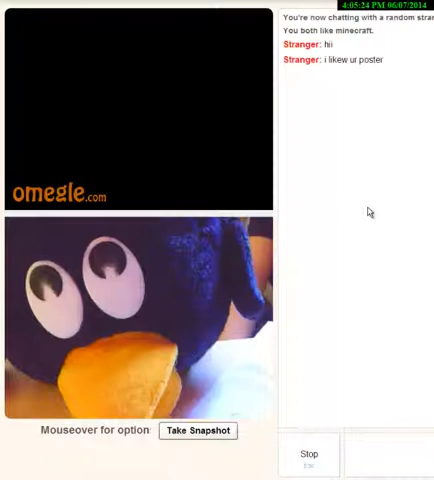 4:05:24 PM 06/07/2014
You're now chatting with a random stran
You both like minecraft.
Stranger: hii
Stranger: i likew ur poster
omegle.com
Mouseover for option
Take Snapshot
Stop
Esc